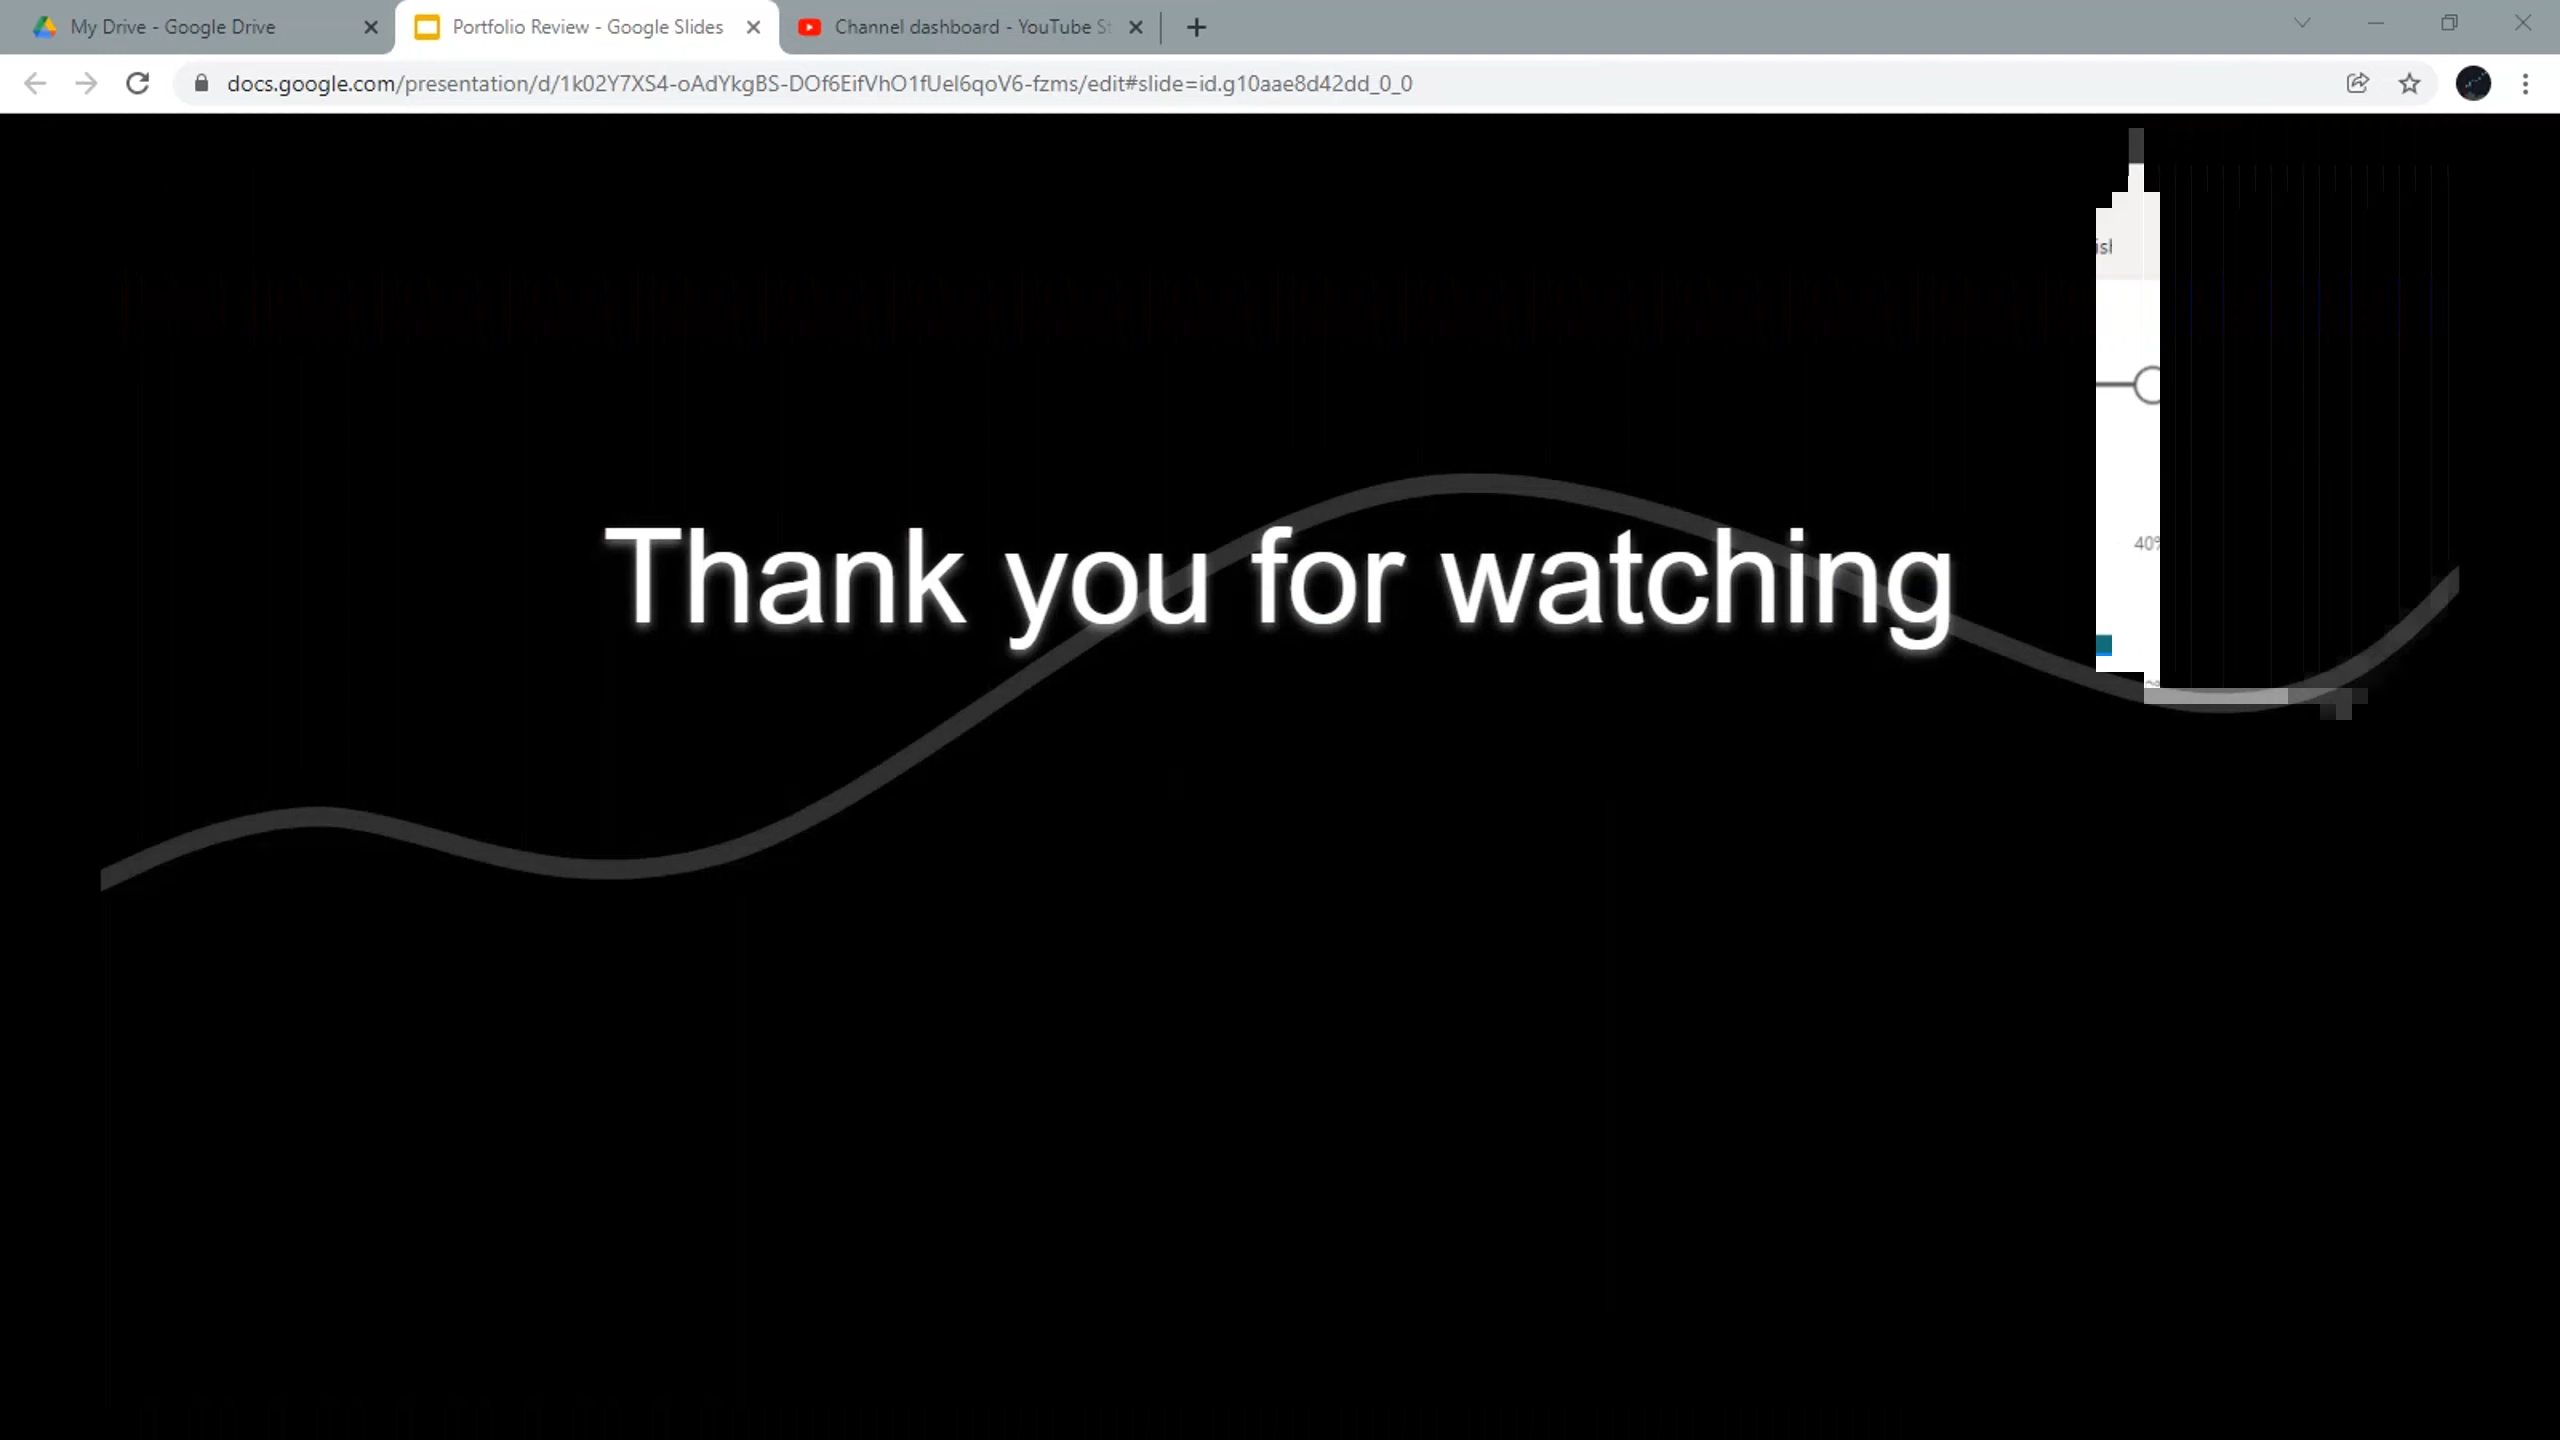 My Drive - Google Drive
Portfolio Review - Google Slides
Channel dashboard - YouTube St
docs.google.com/presentation/d/1k02Y7XS4-oAdYkgBS-DOf6EifVhO1fUel6qoV6-fzms/edit#slide=id.g10aae8d42dd_0_0
Thank you for watching
40%